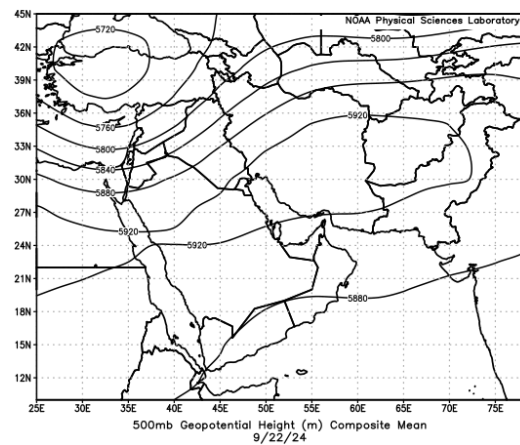 NOAA Physical Sciences Laboratory
45N
42N
39N
36N
33N
30N
27N
24N
21N
18N
15N
12N
5720
5800
5760
5800
5840
5880
5920
5920
5920
5880
25E 30E 35E 40E 45E 50E 55E 60E 65E 70E 75E
500mb Geopotential Height (m) Composite Mean
9/22/24